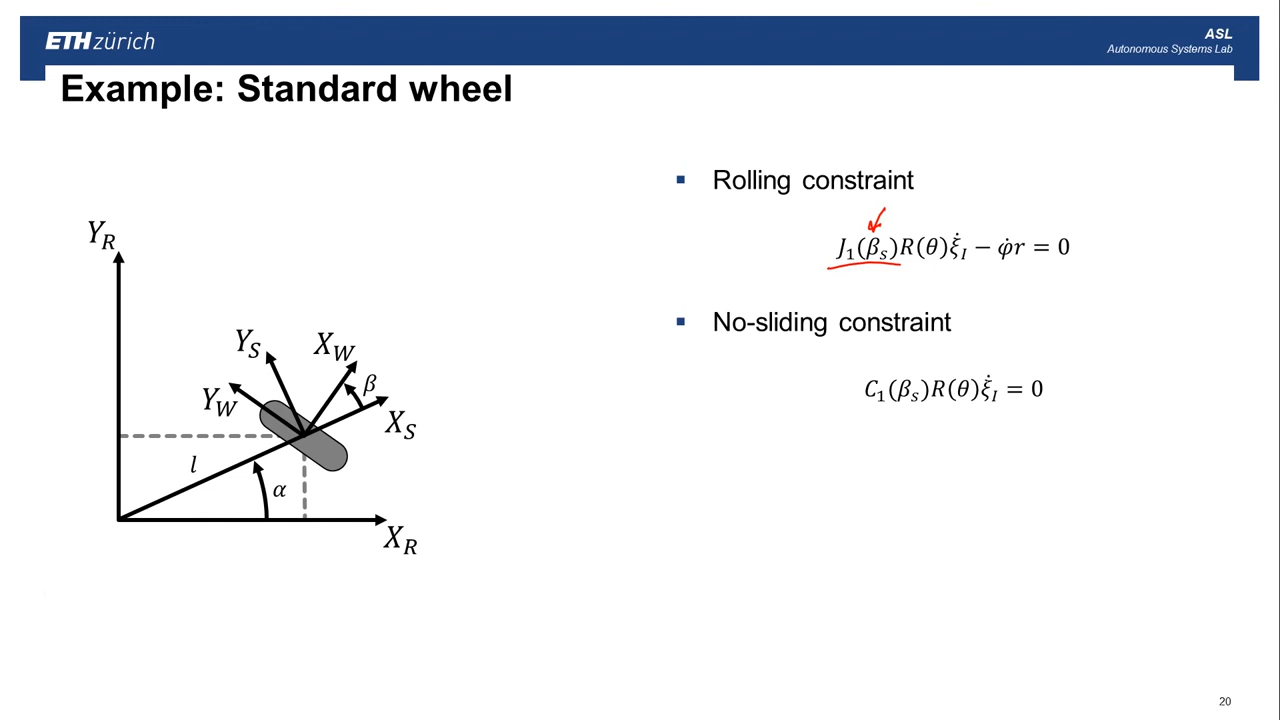 ETH zürich
ASL
Autonomous Systems Lab
Example: Standard wheel
▪ Rolling constraint
J₁(βₛ)R(θ)ξ̇_I − φ̇r = 0
▪ No-sliding constraint
C₁(βₛ)R(θ)ξ̇_I = 0
Y_R
Y_S
X_W
β
Y_W
X_S
l
α
X_R
20